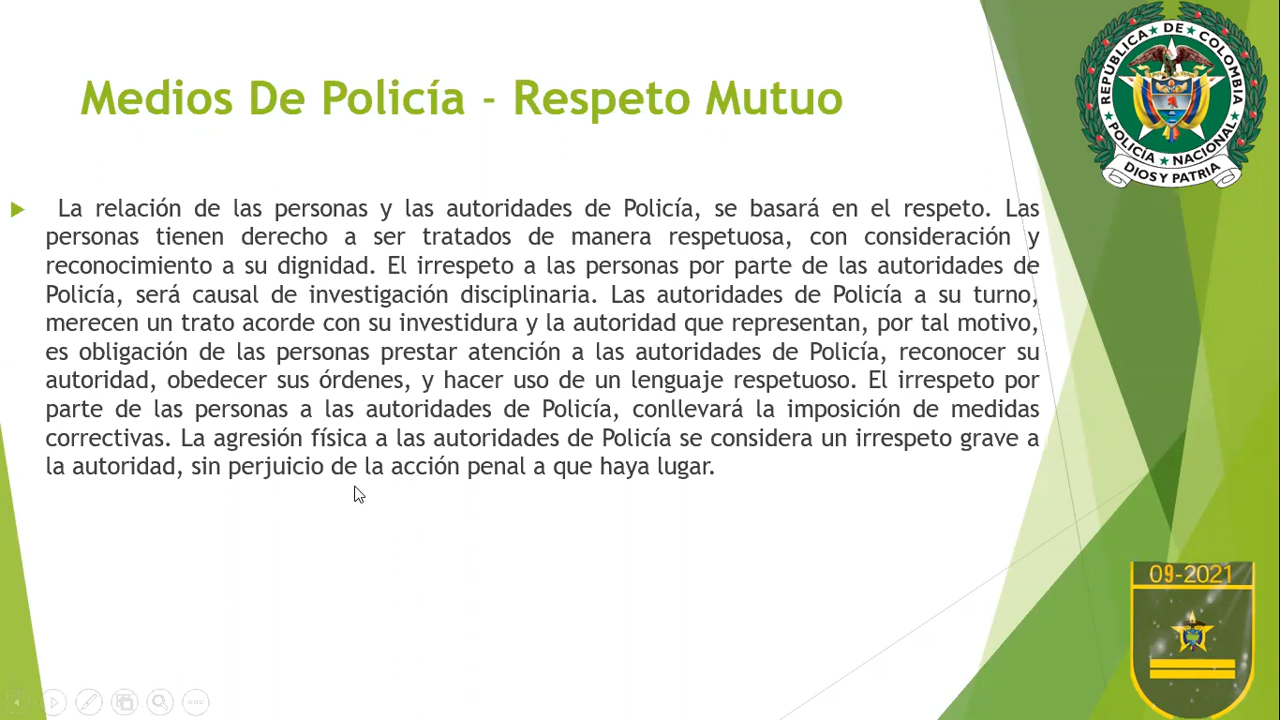 Medios De Policía - Respeto Mutuo
REPÚBLICA DE COLOMBIA
POLICÍA NACIONAL
DIOS Y PATRIA
La relación de las personas y las autoridades de Policía, se basará en el respeto. Las
personas tienen derecho a ser tratados de manera respetuosa, con consideración y
reconocimiento a su dignidad. El irrespeto a las personas por parte de las autoridades de
Policía, será causal de investigación disciplinaria. Las autoridades de Policía a su turno,
merecen un trato acorde con su investidura y la autoridad que representan, por tal motivo,
es obligación de las personas prestar atención a las autoridades de Policía, reconocer su
autoridad, obedecer sus órdenes, y hacer uso de un lenguaje respetuoso. El irrespeto por
parte de las personas a las autoridades de Policía, conllevará la imposición de medidas
correctivas. La agresión física a las autoridades de Policía se considera un irrespeto grave a
la autoridad, sin perjuicio de la acción penal a que haya lugar.
09-2021